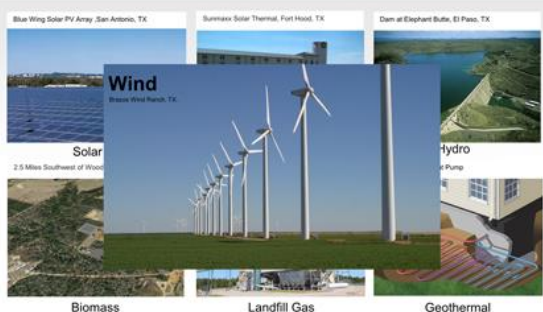 Blue Wing Solar PV Array ,San Antonio, TX
Sunmaxx Solar Thermal, Fort Hood, TX
Dam at Elephant Butte, El Paso, TX
Wind
Brazos Wind Ranch, TX.
Solar
Hydro
2.5 Miles Southwest of Wood
Pump
Biomass
Landfill Gas
Geothermal